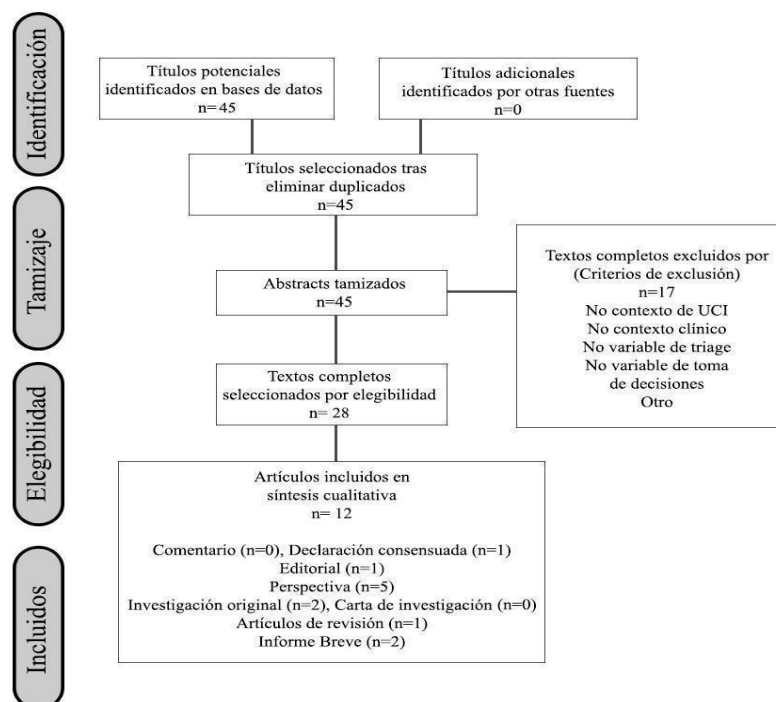 Identificación
Títulos potenciales
identificados en bases de datos
n= 45
Títulos adicionales
identificados por otras fuentes
n=0
Títulos seleccionados tras
eliminar duplicados
n=45
Tamizaje
Abstracts tamizados
n=45
Textos completos excluidos por
(Criterios de exclusión)
n=17
No contexto de UCI
No contexto clínico
No variable de triage
No variable de toma
de decisiones
Otro
Elegibilidad
Textos completos
seleccionados por elegibilidad
n= 28
Artículos incluidos en
síntesis cualitativa
n= 12
Comentario (n=0), Declaración consensuada (n=1)
Editorial (n=1)
Perspectiva (n=5)
Investigación original (n=2), Carta de investigación (n=0)
Artículos de revisión (n=1)
Informe Breve (n=2)
Incluidos